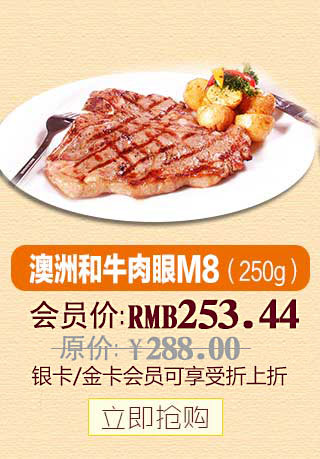 澳洲和牛肉眼M8(250g)
会员价:RMB253.44
原价:¥288.00
银卡/金卡会员可享受折上折
立即抢购